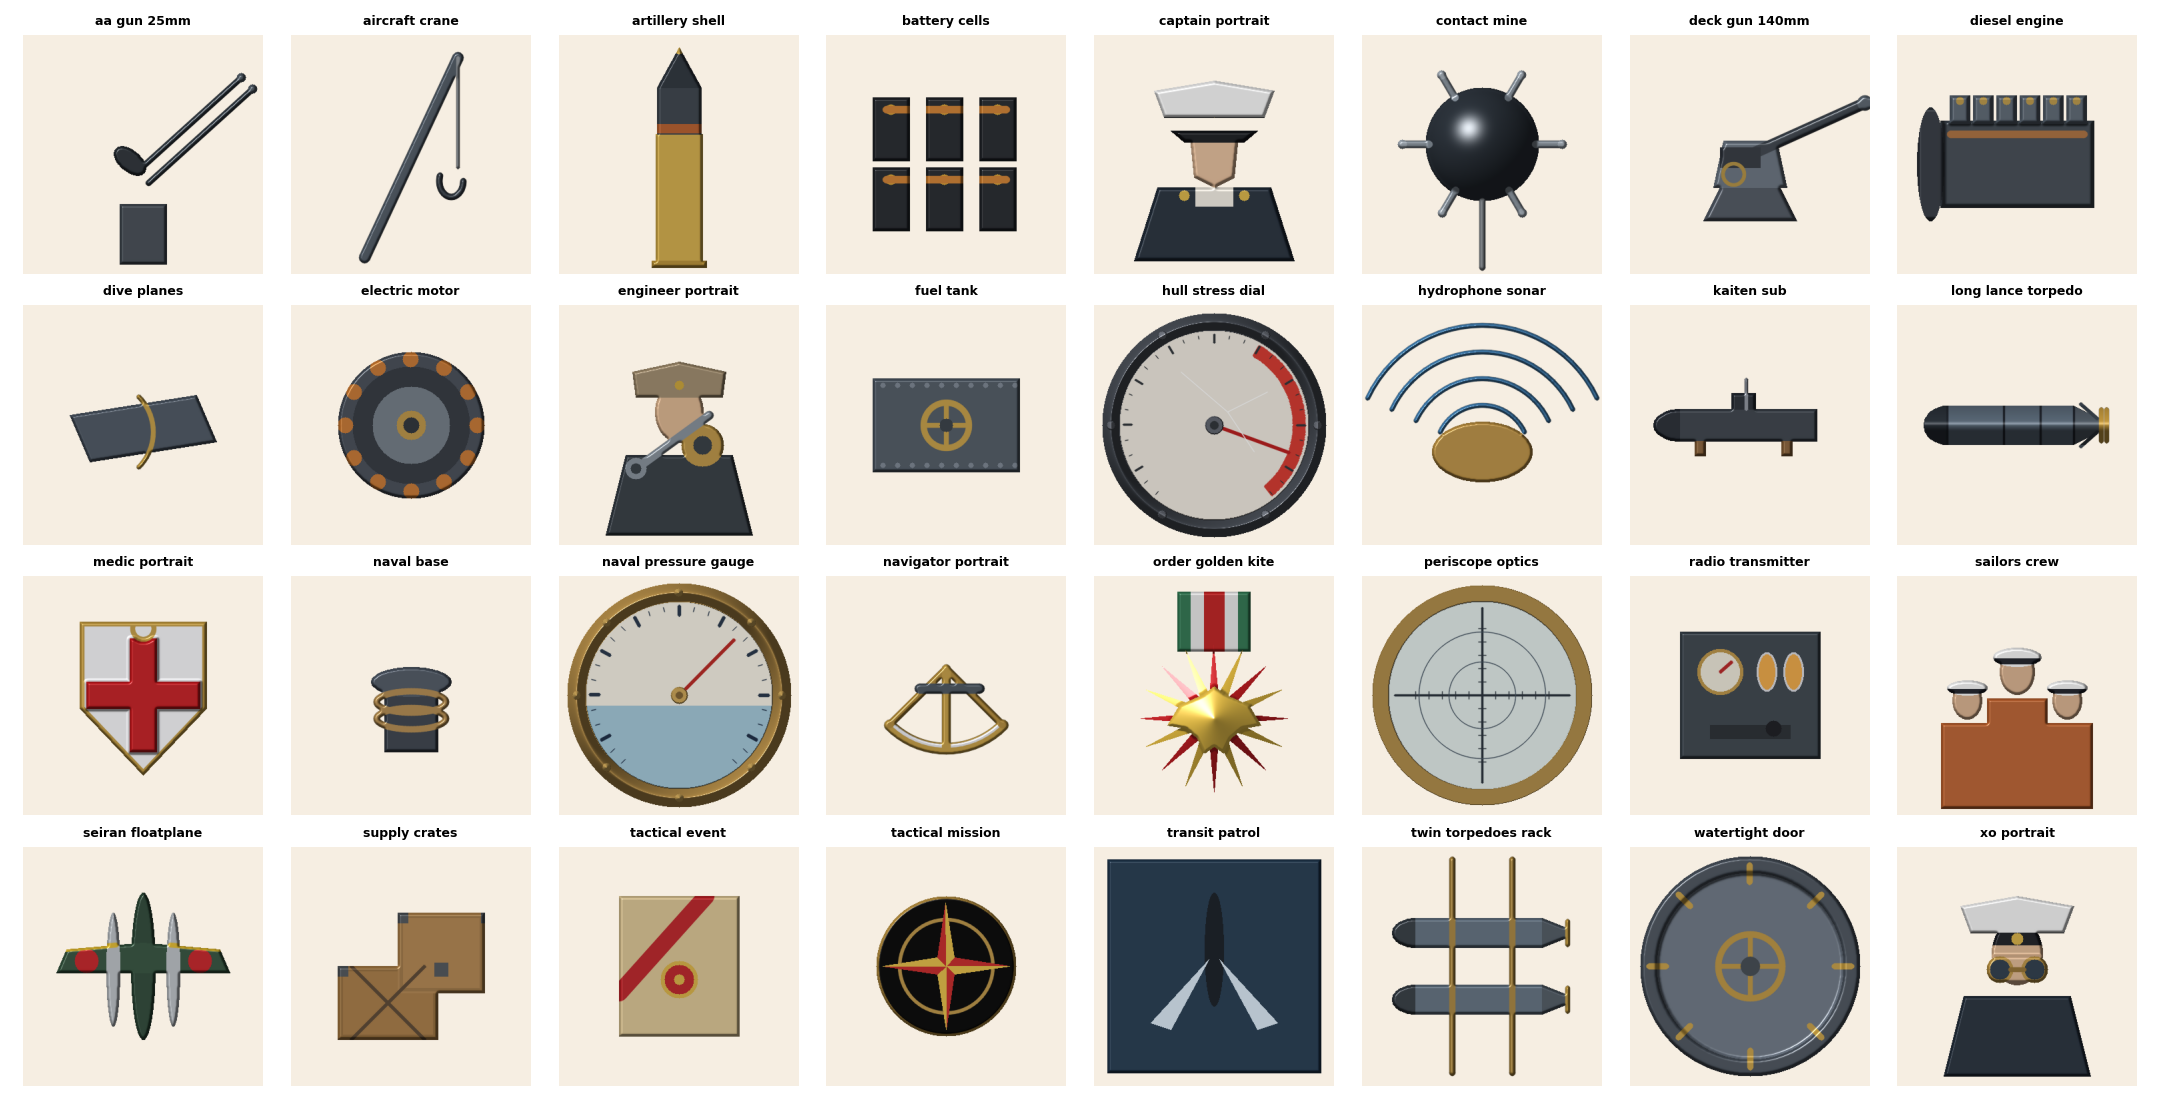 aa gun 25mm
aircraft crane
artillery shell
battery cells
captain portrait
contact mine
deck gun 140mm
diesel engine
dive planes
electric motor
engineer portrait
fuel tank
hull stress dial
hydrophone sonar
kaiten sub
long lance torpedo
medic portrait
naval base
naval pressure gauge
navigator portrait
order golden kite
periscope optics
radio transmitter
sailors crew
seiran floatplane
supply crates
tactical event
tactical mission
transit patrol
twin torpedoes rack
watertight door
xo portrait